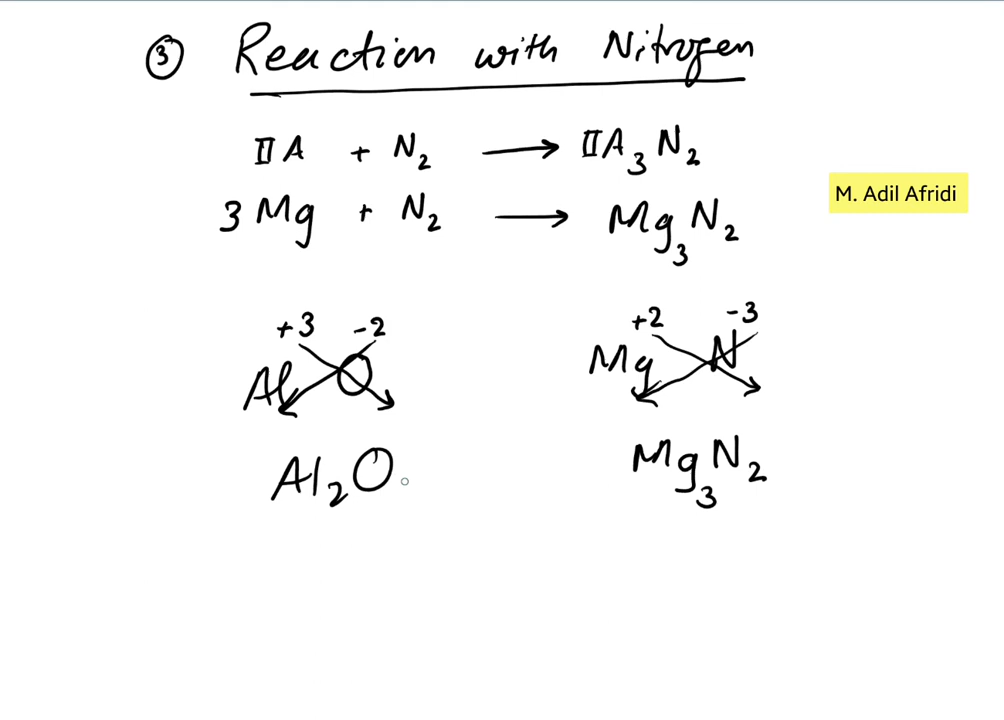 ③ Reaction with Nitrogen
IIA + N₂ → IIA₃N₂
3Mg + N₂ → Mg₃N₂
M. Adil Afridi
+3 -2
Al O
Al₂O
+2 -3
Mg N
Mg₃N₂